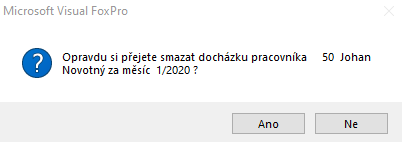 Microsoft Visual FoxPro
Opravdu si přejete smazat docházku pracovníka 50 Johan
Novotný za měsíc 1/2020 ?
Ano
Ne